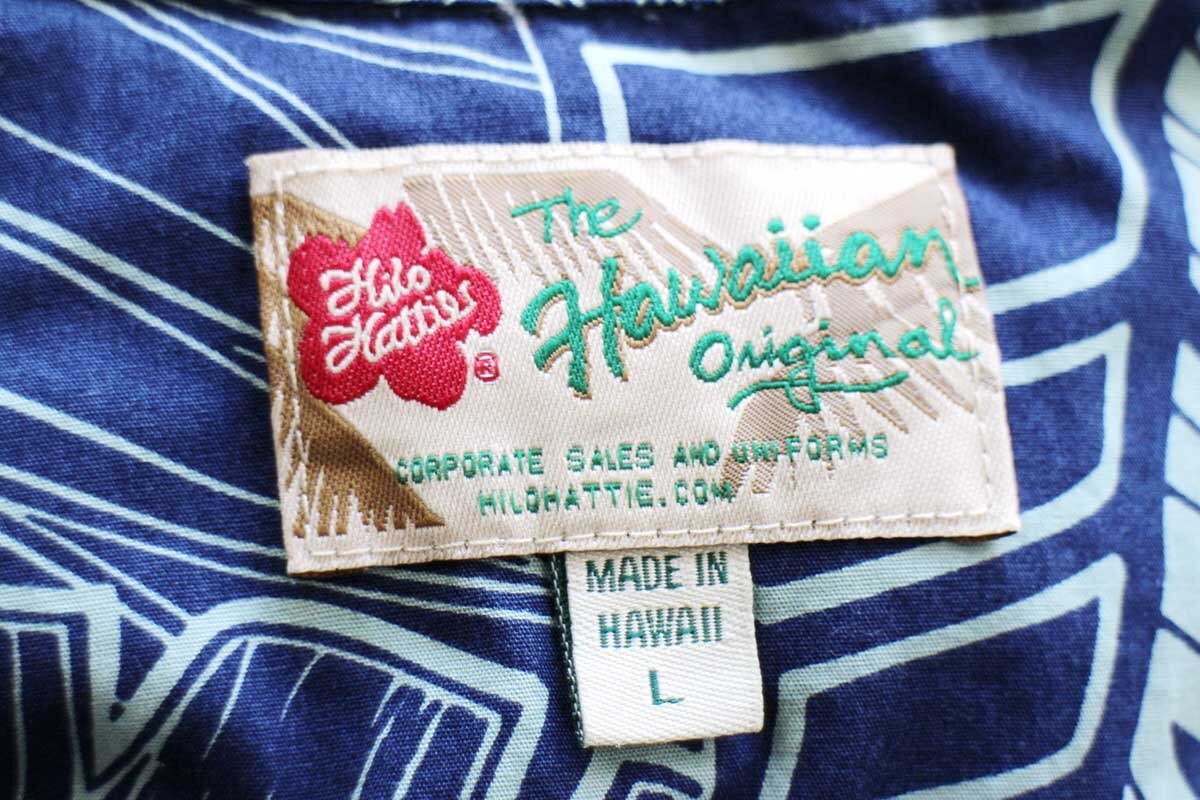 Hilo
Hattie's
®
The
Hawaiian
Original
CORPORATE SALES AND UNIFORMS
HILOHATTIE.COM
MADE IN
HAWAII
L